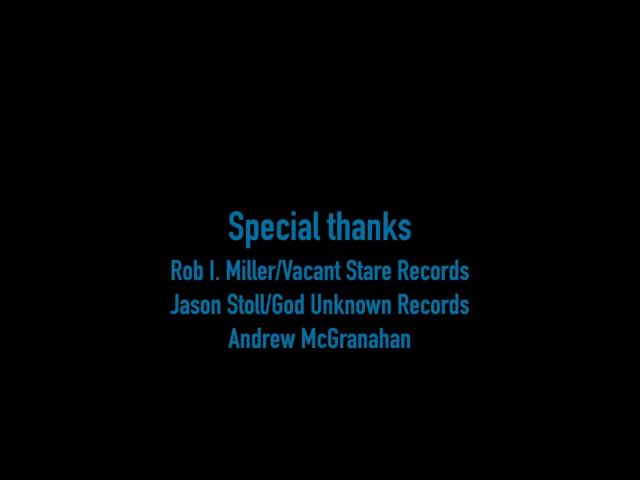 Special thanks
Rob I. Miller/Vacant Stare Records
Jason Stoll/God Unknown Records
Andrew McGranahan